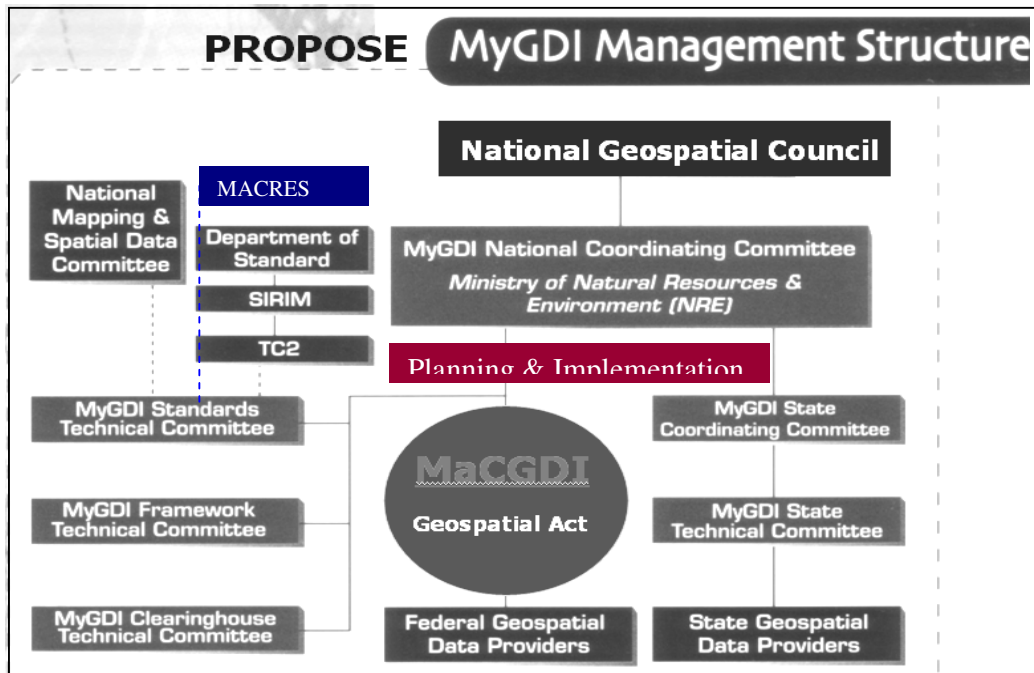 PROPOSE MyGDI Management Structure
National Geospatial Council
National
Mapping &
Spatial Data
Committee
MACRES
Department of
Standard
SIRIM
TC2
MyGDI National Coordinating Committee
Ministry of Natural Resources &
Environment (NRE)
Planning & Implementation
MyGDI Standards
Technical Committee
MyGDI Framework
Technical Committee
MyGDI Clearinghouse
Technical Committee
MaCGDI
Geospatial Act
Federal Geospatial
Data Providers
MyGDI State
Coordinating Committee
MyGDI State
Technical Committee
State Geospatial
Data Providers